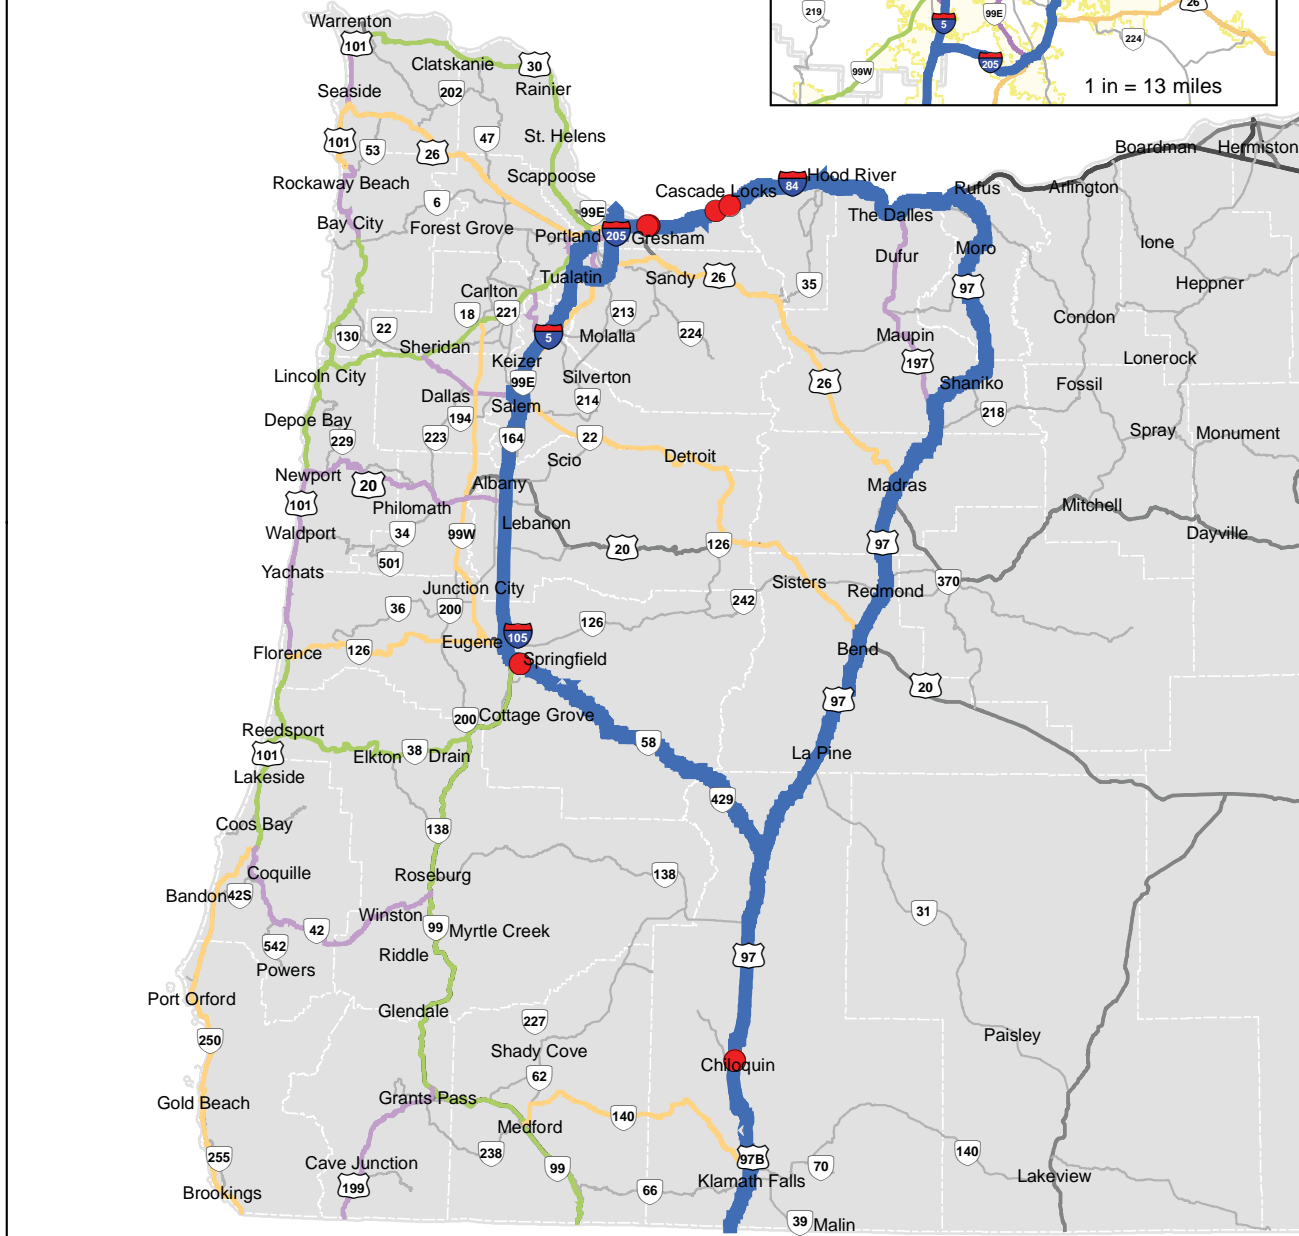 26
219
5
99E
224
205
99W
1 in = 13 miles
Warrenton
101
Clatskanie
30
Seaside
202
Rainier
101
53
26
47
St. Helens
Boardman
Hermiston
Rockaway Beach
Scappoose
Cascade Locks
84
Hood River
Rufus
Arlington
6
99E
Bay City
Forest Grove
Portland
205
Gresham
The Dalles
Moro
Ione
Tualatin
Sandy
26
35
Dufur
97
Heppner
Carlton
18
221
213
130
22
5
Molalla
224
Maupin
Condon
Sheridan
Keizer
197
Lonerock
Lincoln City
99E
Silverton
26
Shaniko
Fossil
Dallas
Salem
214
218
Depoe Bay
194
229
223
164
22
Spray
Monument
Newport
20
Scio
Detroit
101
Albany
Madras
Philomath
Mitchell
Waldport
34
99W
Lebanon
20
126
97
Dayville
501
Yachats
Junction City
Sisters
Redmond
370
36
200
126
242
Florence
126
Eugene
105
Springfield
Bend
97
20
Reedsport
200
Cottage Grove
101
Elkton
38
Drain
58
La Pine
Lakeside
429
Coos Bay
138
Coquille
Roseburg
138
Bandon
42S
Winston
31
42
99
Myrtle Creek
542
Riddle
97
Powers
Port Orford
Glendale
227
250
Shady Cove
Paisley
62
Chiloquin
Gold Beach
Grants Pass
140
Medford
255
Cave Junction
238
99
97B
70
140
199
66
Klamath Falls
Lakeview
Brookings
39
Malin